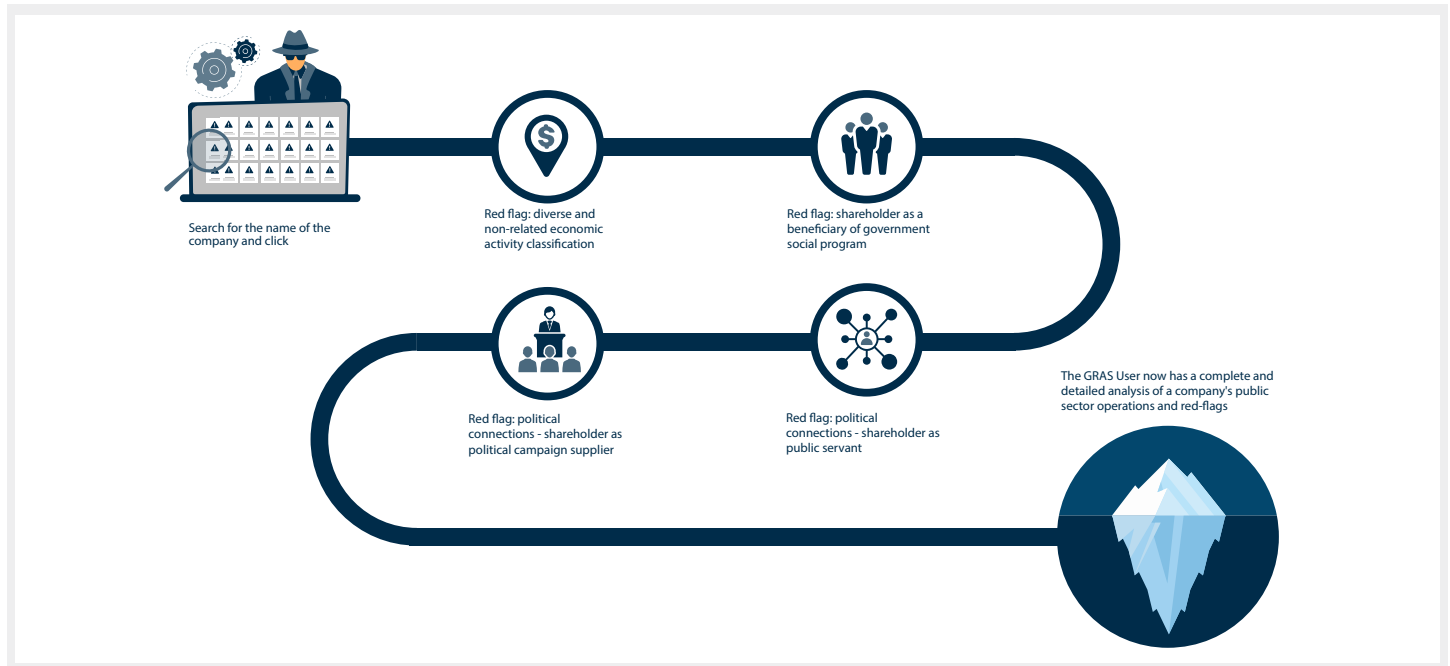 Search for the name of the
company and click
Red flag: diverse and
non-related economic
activity classification
Red flag: shareholder as a
beneficiary of government
social program
Red flag: political
connections - shareholder as
public servant
Red flag: political
connections - shareholder as
political campaign supplier
The GRAS User now has a complete and
detailed analysis of a company's public
sector operations and red-flags